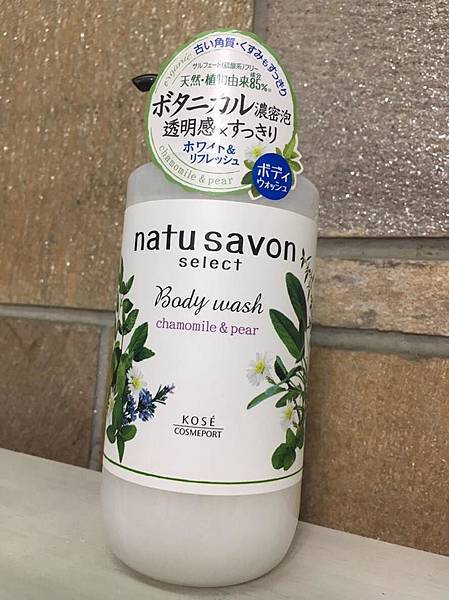 organic
古い角質・くすみもすっきり
サルフェート(硫酸系)フリー
成分
天然・植物由来85%※
ボタニカル濃密泡
透明感×すっきり
ホワイト&
リフレッシュ
chamomile & pear
ボディ
ウォッシュ
natu savon
select
Body wash
chamomile & pear
KOSÉ
COSMEPORT